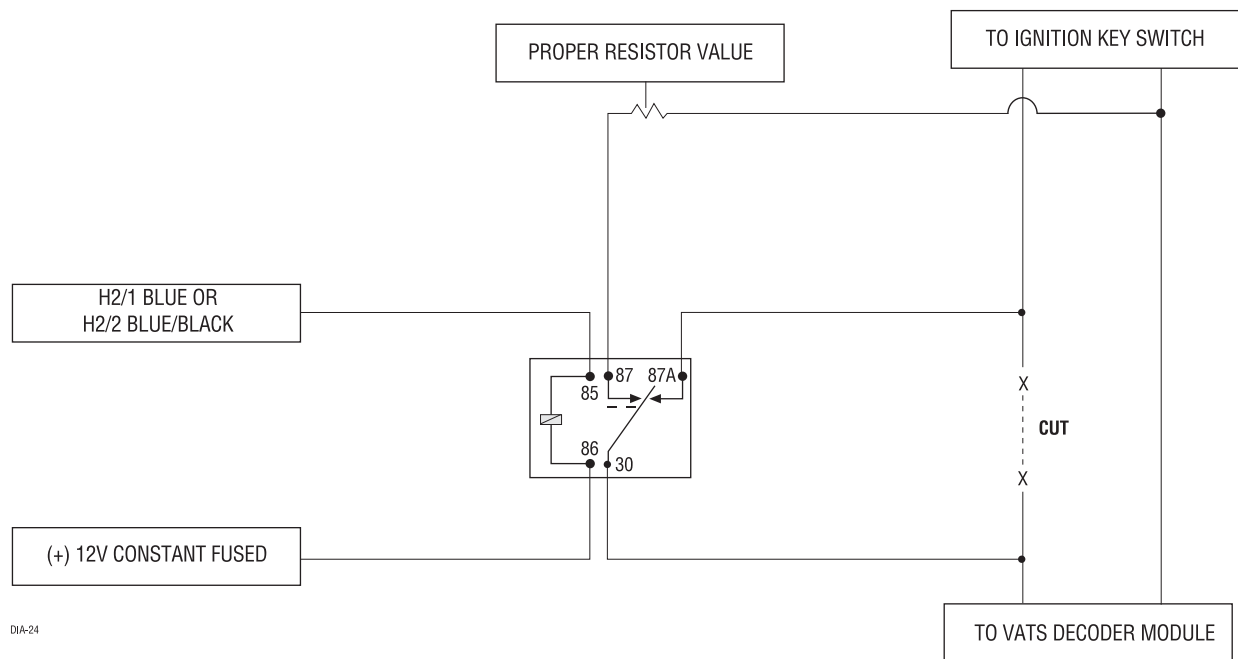 PROPER RESISTOR VALUE
TO IGNITION KEY SWITCH
H2/1 BLUE OR
H2/2 BLUE/BLACK
87
87A
85
86
30
X
CUT
X
(+) 12V CONSTANT FUSED
DIA-24
TO VATS DECODER MODULE